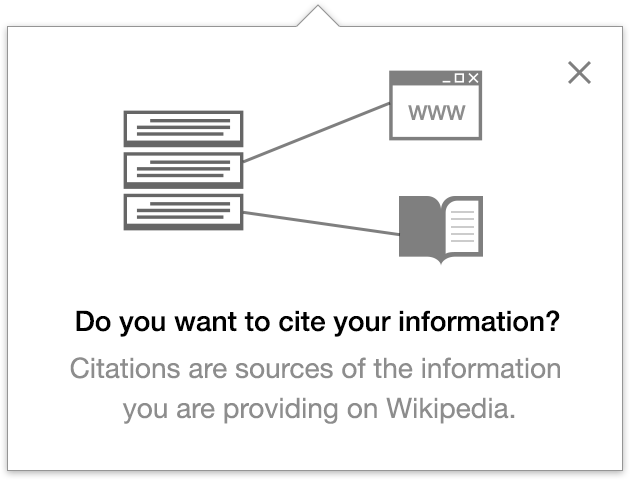 www
Do you want to cite your information?
Citations are sources of the information
you are providing on Wikipedia.